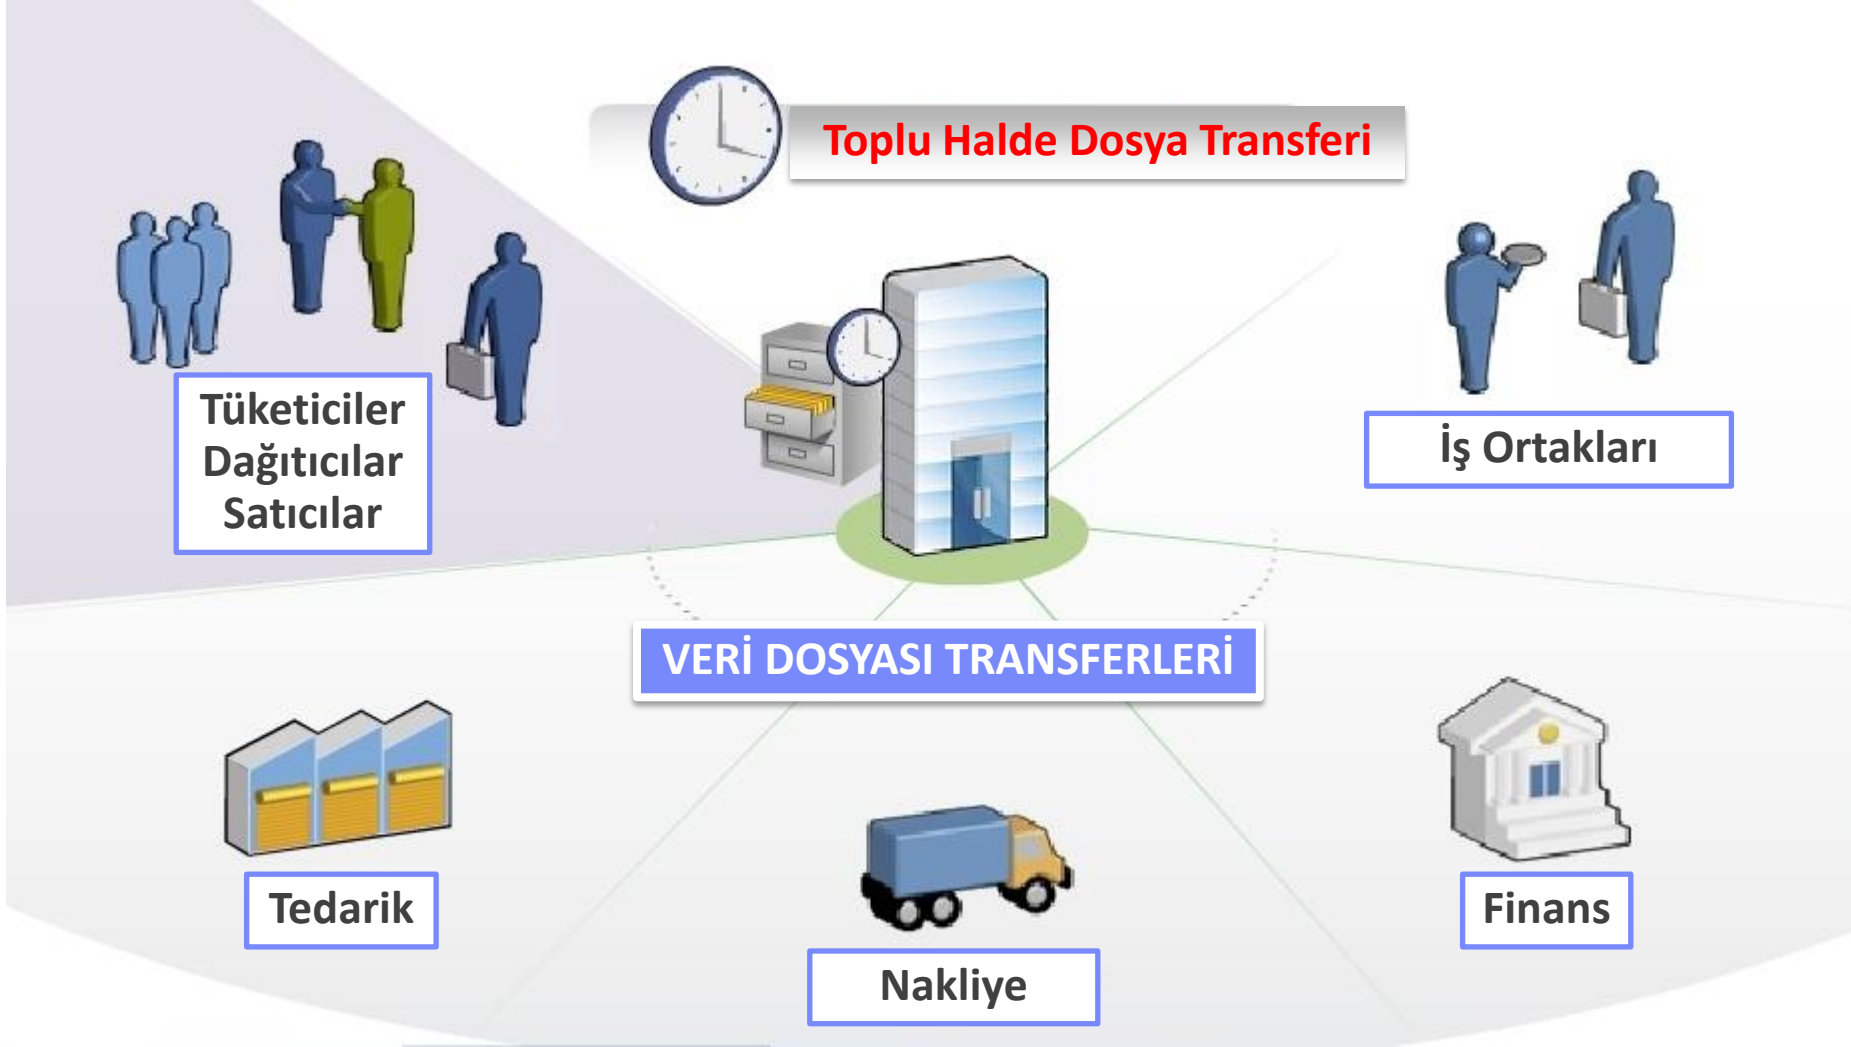 Toplu Halde Dosya Transferi
Tüketiciler
Dağıtıcılar
Satıcılar
İş Ortakları
VERİ DOSYASI TRANSFERLERİ
Tedarik
Nakliye
Finans